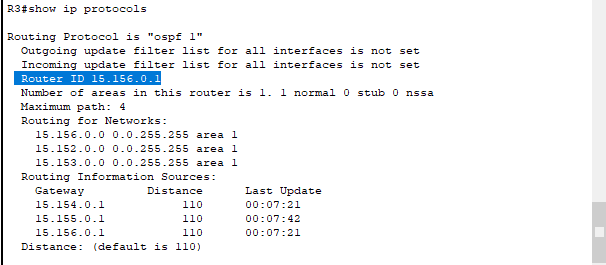 R3#show ip protocols
Routing Protocol is "ospf 1"
Outgoing update filter list for all interfaces is not set
Incoming update filter list for all interfaces is not set
Router ID 15.156.0.1
Number of areas in this router is 1. 1 normal 0 stub 0 nssa
Maximum path: 4
Routing for Networks:
15.156.0.0 0.0.255.255 area 1
15.152.0.0 0.0.255.255 area 1
15.153.0.0 0.0.255.255 area 1
Routing Information Sources:
Gateway Distance Last Update
15.154.0.1 110 00:07:21
15.155.0.1 110 00:07:42
15.156.0.1 110 00:07:21
Distance: (default is 110)